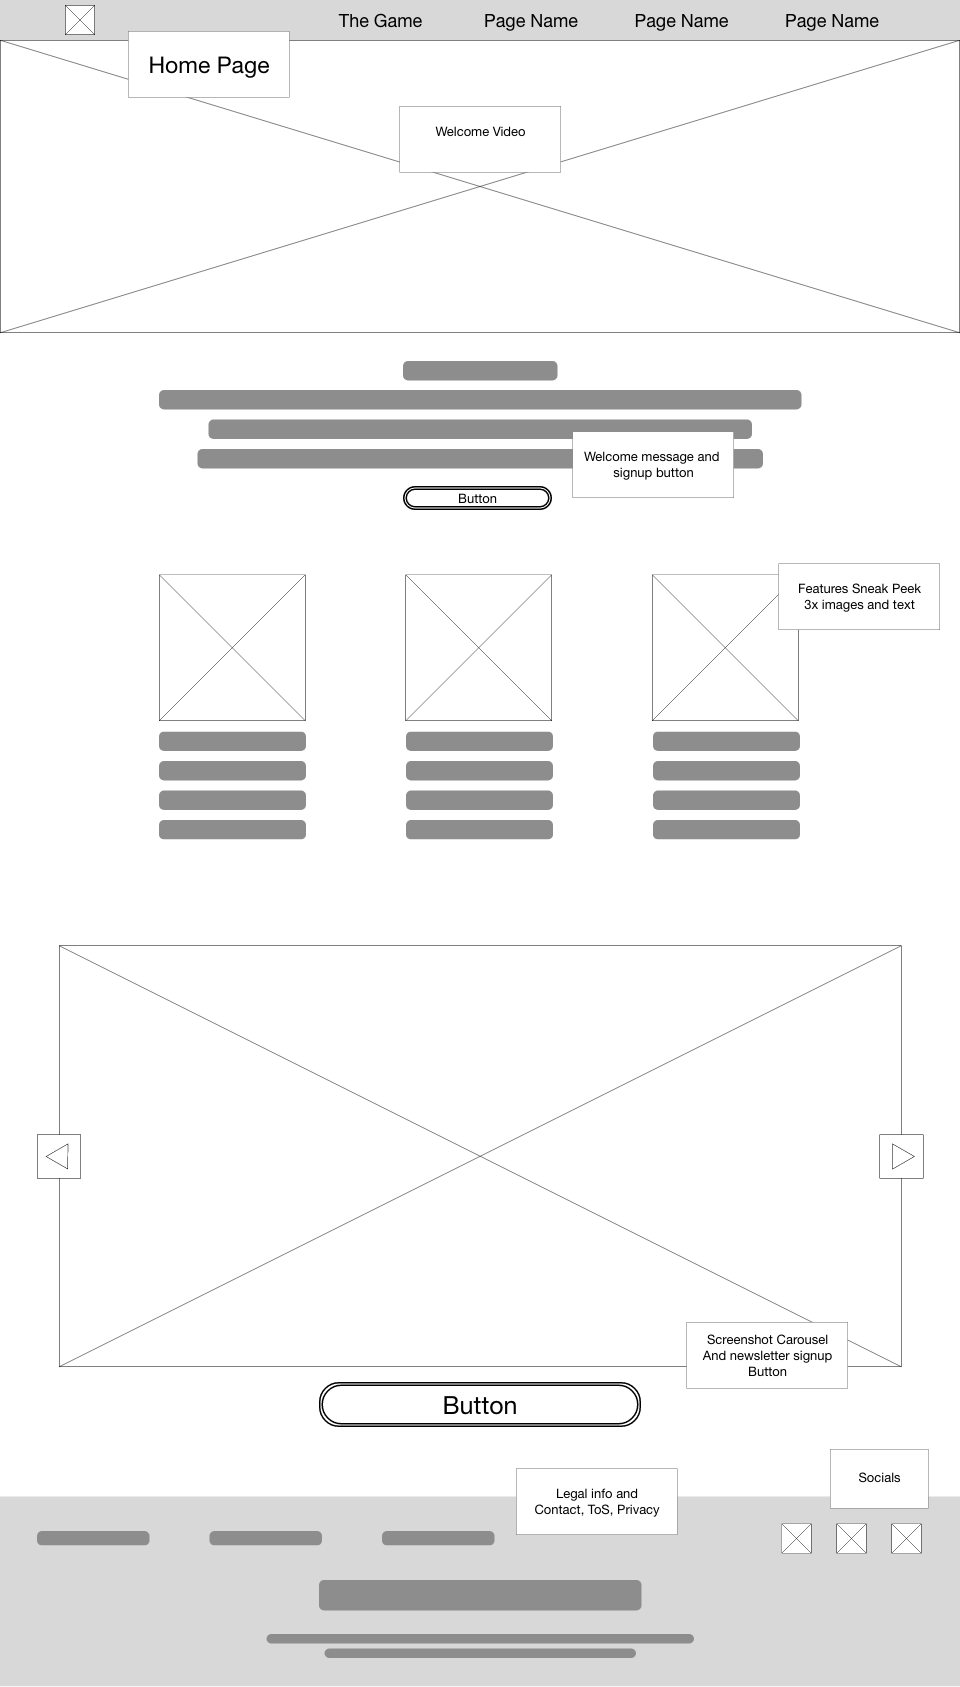 The Game
Page Name
Page Name
Page Name
Home Page
Welcome Video
Welcome message and
signup button
Button
Features Sneak Peek
3x images and text
Screenshot Carousel
And newsletter signup
Button
Button
Socials
Legal info and
Contact, ToS, Privacy